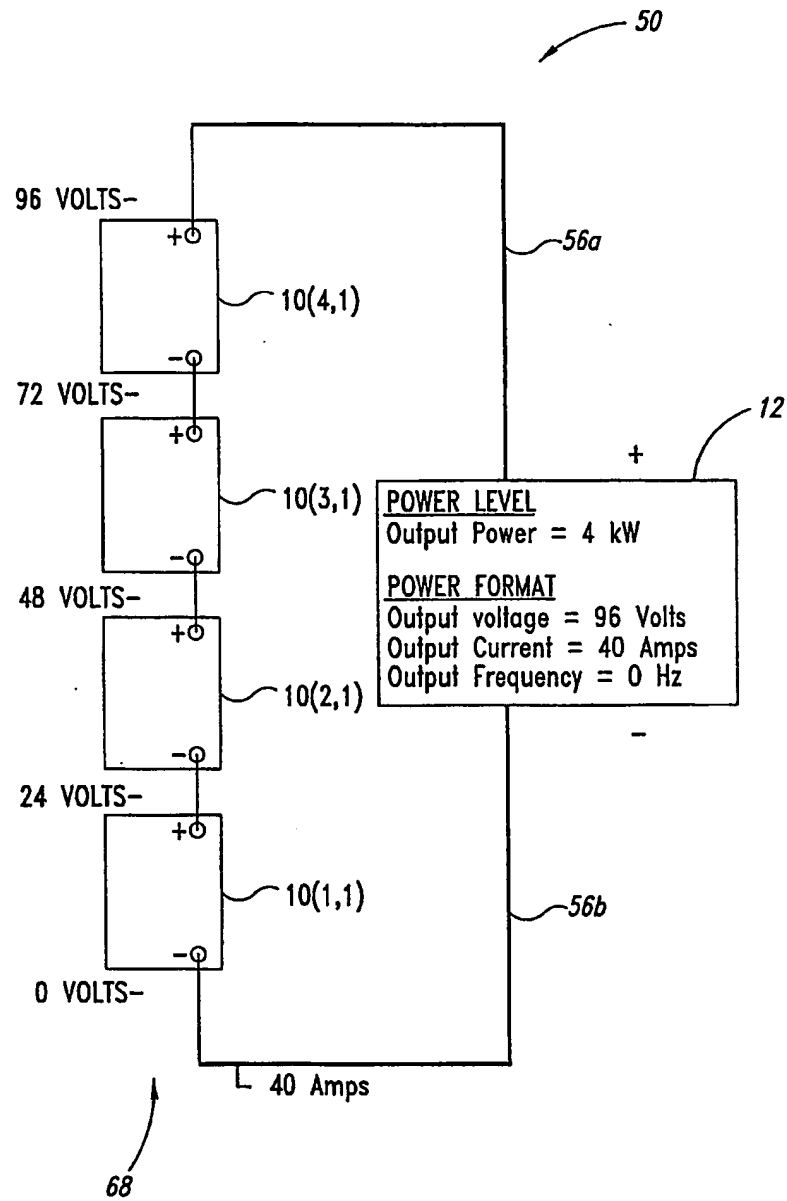 50
96 VOLTS-
+
56a
10(4,1)
-
72 VOLTS-
+
12
+
10(3,1)
POWER LEVEL
Output Power = 4 kW
-
POWER FORMAT
48 VOLTS-
Output voltage = 96 Volts
+
Output Current = 40 Amps
Output Frequency = 0 Hz
10(2,1)
-
-
24 VOLTS-
+
10(1,1)
56b
-
0 VOLTS-
40 Amps
68